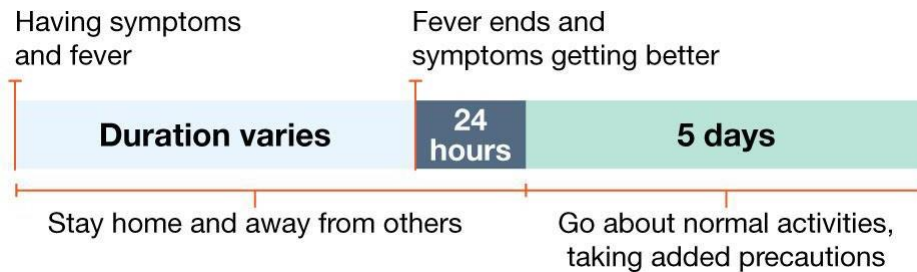 Having symptoms
and fever
Fever ends and
symptoms getting better
Duration varies
24
hours
5 days
Stay home and away from others
Go about normal activities,
taking added precautions